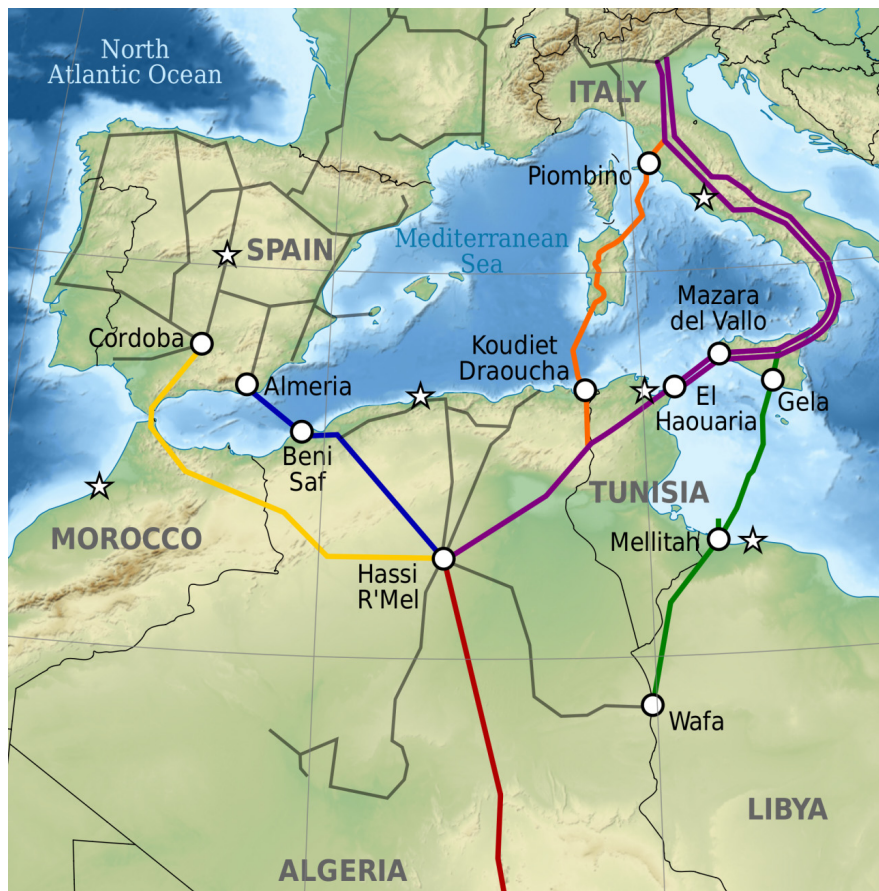 North
Atlantic Ocean
ITALY
Piombino
SPAIN
Mediterranean
Sea
Mazara
del Vallo
Cordoba
Koudiet
Draoucha
Almeria
El
Haouaria
Gela
Beni
Saf
TUNISIA
MOROCCO
Mellitah
Hassi
R'Mel
Wafa
LIBYA
ALGERIA